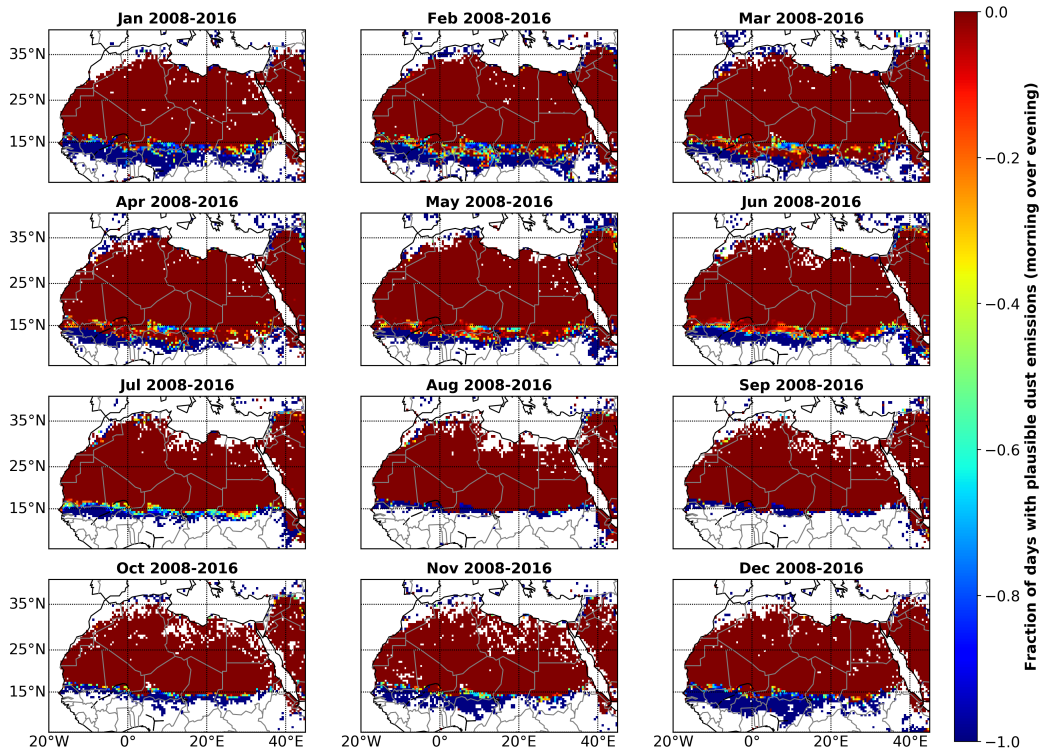 Jan 2008-2016
Feb 2008-2016
Mar 2008-2016
0.0
35°N
25°N
15°N
−0.2
Apr 2008-2016
May 2008-2016
Jun 2008-2016
35°N
25°N
15°N
−0.4
Jul 2008-2016
Aug 2008-2016
Sep 2008-2016
35°N
25°N
15°N
−0.6
Oct 2008-2016
Nov 2008-2016
Dec 2008-2016
35°N
25°N
15°N
−0.8
20°W 0° 20°E 40°E
20°W 0° 20°E 40°E
20°W 0° 20°E 40°E
−1.0
Fraction of days with plausible dust emissions (morning over evening)